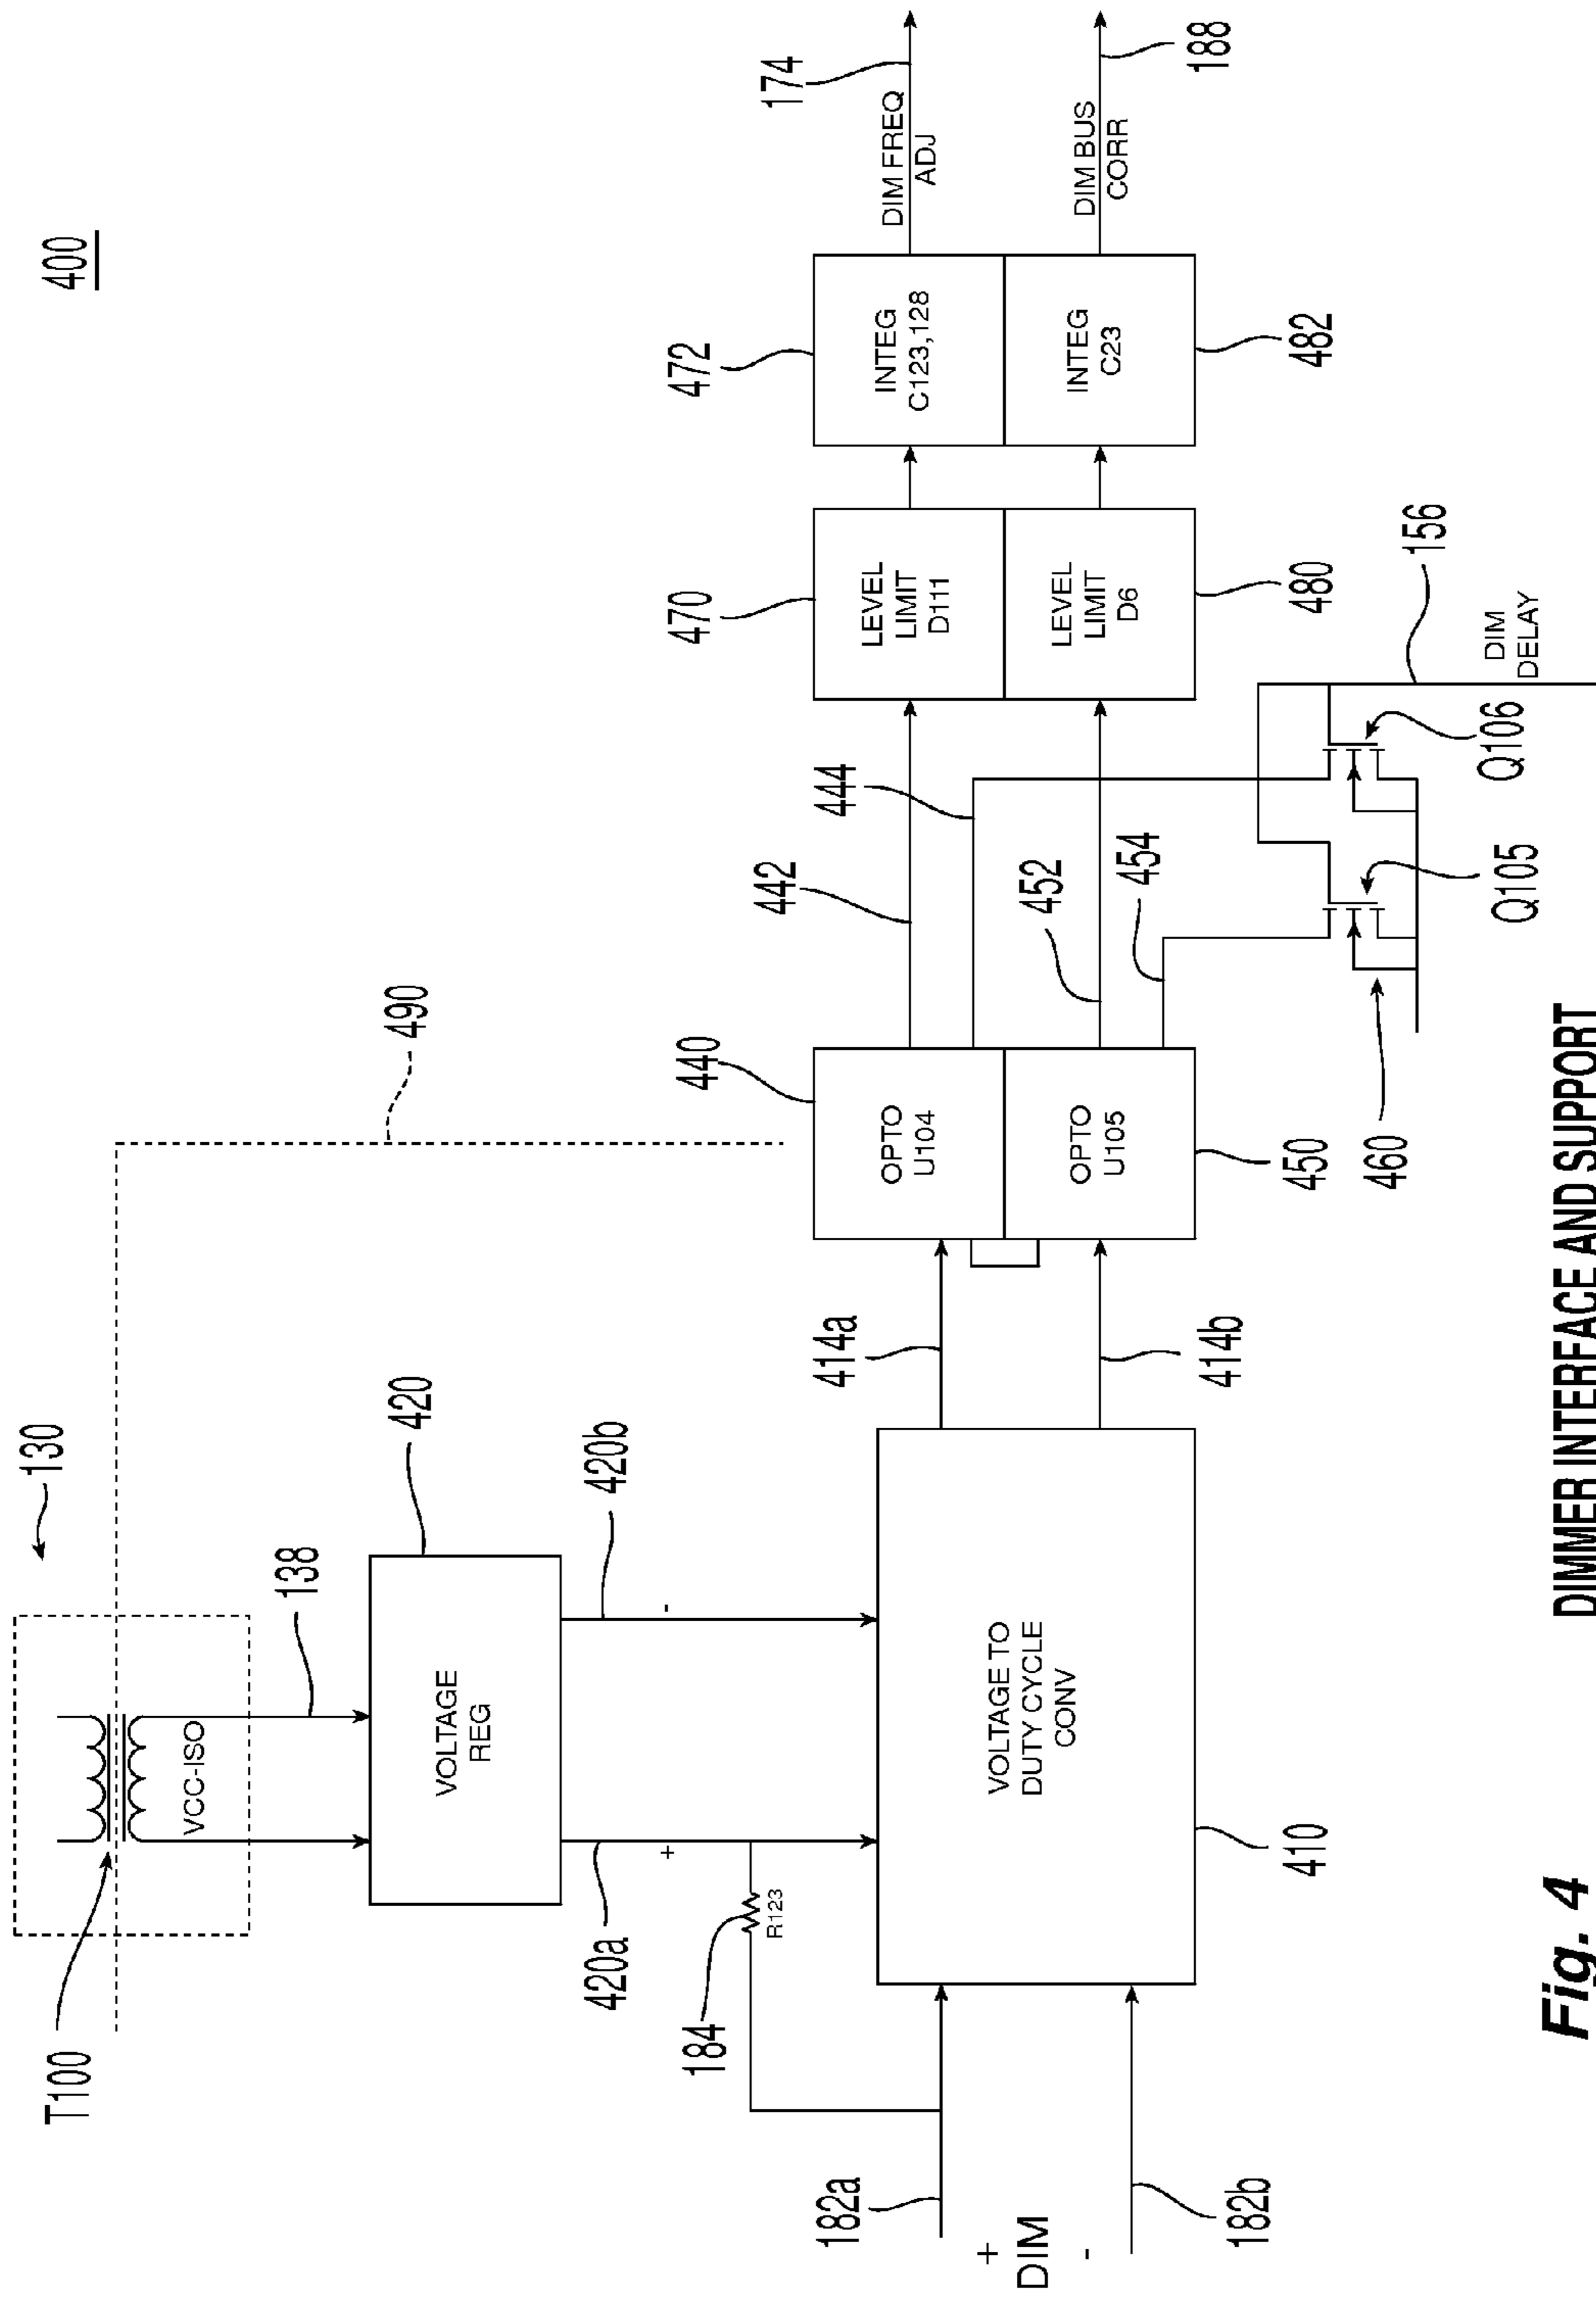 400
130
T100
VCC-ISO
138
490
VOLTAGE
REG
420
420a
+
420b
-
184
R123
182a
+
DIM
-
182b
VOLTAGE TO
DUTY CYCLE
CONV
410
414a
414b
OPTO
U104
440
OPTO
U105
450
442
444
452
454
460
Q105
Q106
156
DIM
DELAY
LEVEL
LIMIT
D111
470
LEVEL
LIMIT
D6
480
INTEG
C123,128
472
INTEG
C23
482
DIM FREQ
ADJ
174
DIM BUS
CORR
188
Fig. 4
DIMMER INTERFACE AND SUPPORT